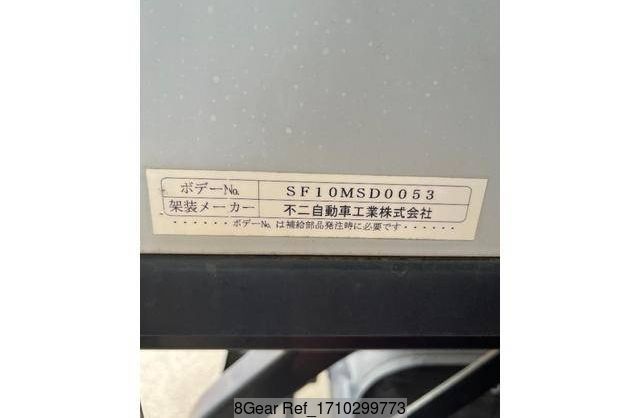 ボデーNo. SF10MSD0053
架装メーカー 不二自動車工業株式会社
・・・・・・ボデーNo.は補給部品発注時に必要です・・・・・・
8Gear Ref_1710299773